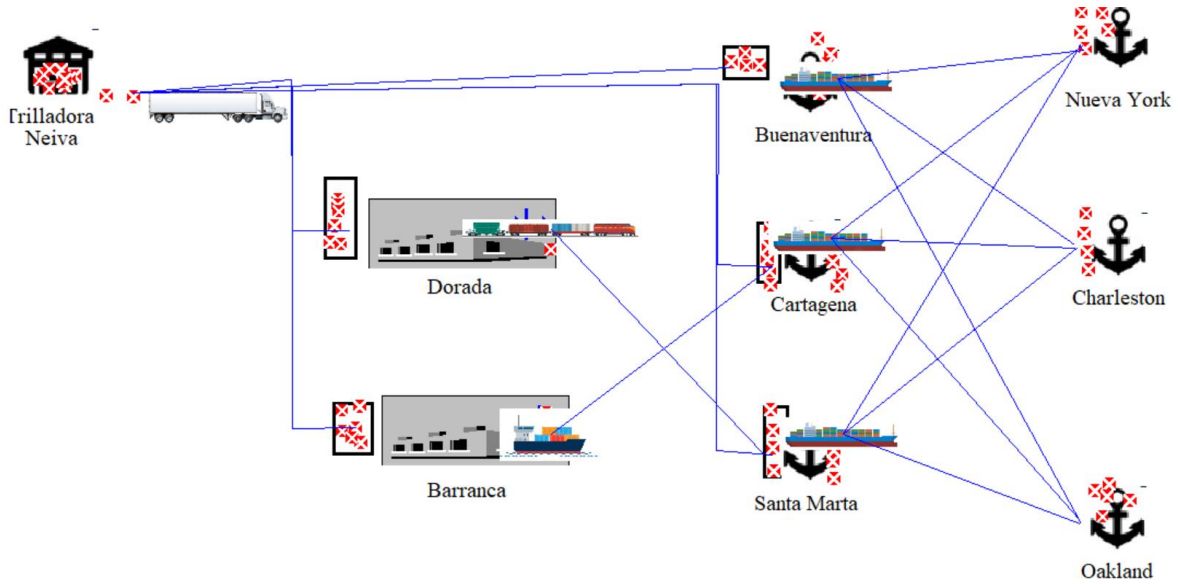 Trilladora
Neiva
Buenaventura
Nueva York
Dorada
Cartagena
Charleston
Barranca
Santa Marta
Oakland